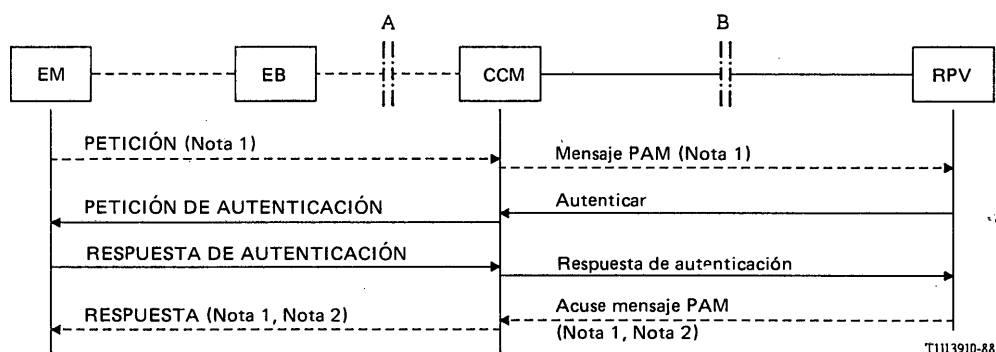 A
B
EM
EB
CCM
RPV
PETICIÓN (Nota 1)
Mensaje PAM (Nota 1)
PETICIÓN DE AUTENTICACIÓN
Autenticar
RESPUESTA DE AUTENTICACIÓN
Respuesta de autenticación
RESPUESTA (Nota 1, Nota 2)
Acuse mensaje PAM
(Nota 1, Nota 2)
T1113910-88